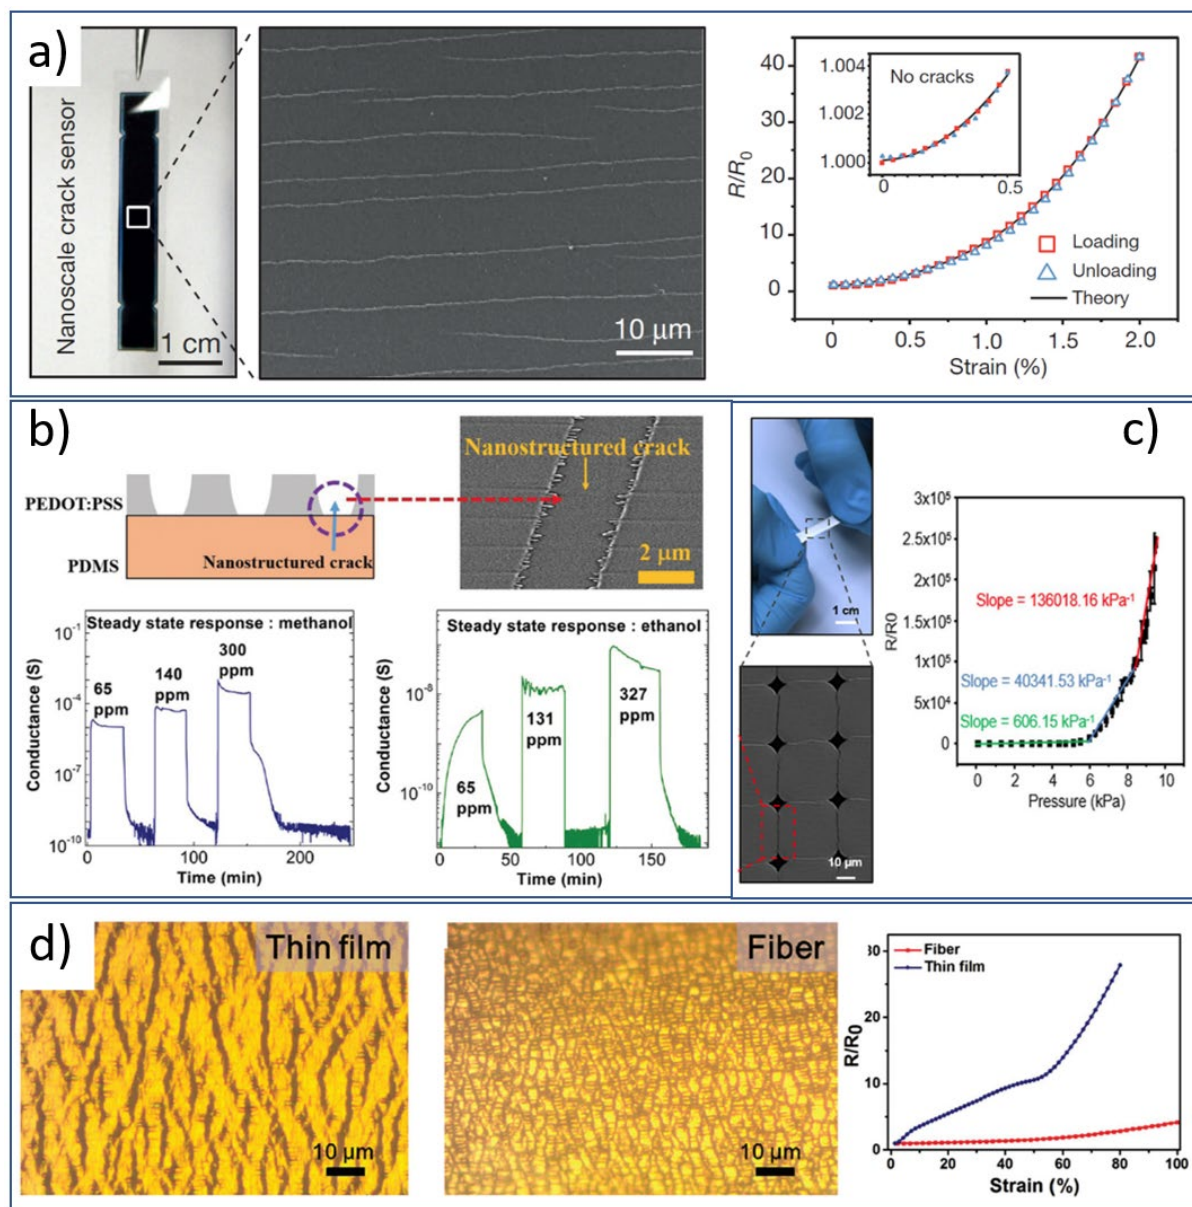 a)
Nanoscale crack sensor
1 cm
10 µm
R/R0
40
30
20
10
0
No cracks
1.004
1.002
1.000
0
0.5
Loading
Unloading
Theory
0
0.5
1.0
1.5
2.0
Strain (%)
b)
PEDOT:PSS
PDMS
Nanostructured crack
Nanostructured crack
2 µm
Steady state response : methanol
Conductance (S)
10-1
10-4
10-7
10-10
65
ppm
140
ppm
300
ppm
0
100
200
Time (min)
Steady state response : ethanol
Conductance (S)
10-8
10-10
65
ppm
131
ppm
327
ppm
0
50
100
150
Time (min)
c)
1 cm
10 µm
R/R0
3x10⁵
2.5x10⁵
2x10⁵
1.5x10⁵
1x10⁵
5x10⁴
0
Slope = 136018.16 kPa-1
Slope = 40341.53 kPa-1
Slope = 606.15 kPa-1
0
2
4
6
8
10
Pressure (kPa)
d)
Thin film
10 µm
Fiber
10 µm
R/R0
30
20
10
0
Fiber
Thin film
20
40
60
80
100
Strain (%)